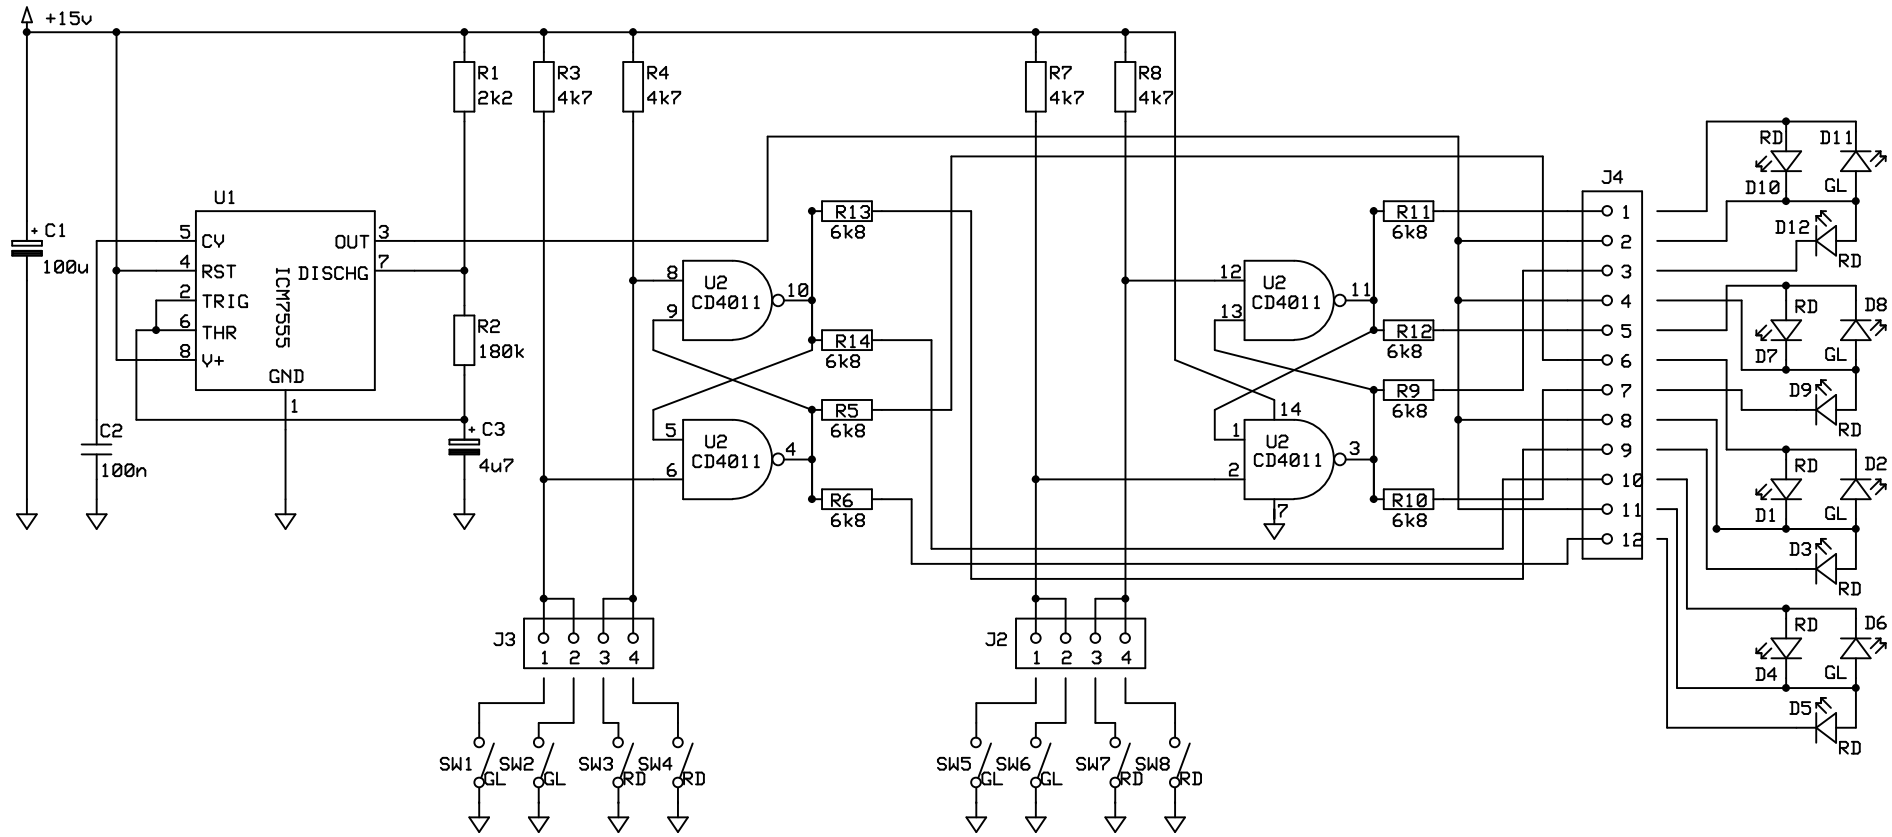 +15v
R1
2k2
R3
4k7
R4
4k7
R7
4k7
R8
4k7
U1
ICM7555
5
CV
4
RST
2
TRIG
6
THR
8
V+
GND
1
OUT
3
DISCHG
7
+ C1
100u
C2
100n
R2
180k
+ C3
4u7
8
9
U2
CD4011
10
5
6
U2
CD4011
4
R13
6k8
R14
6k8
R5
6k8
R6
6k8
12
13
U2
CD4011
11
14
1
2
U2
CD4011
3
7
R11
6k8
R12
6k8
R9
6k8
R10
6k8
J4
1
2
3
4
5
6
7
8
9
10
11
12
RD
D11
D10
GL
D12
RD
RD
D8
D7
GL
D9
RD
RD
D2
D1
GL
D3
RD
RD
D6
D4
GL
D5
RD
J3
1 2 3 4
SW1
GL
SW2
GL
SW3
RD
SW4
RD
J2
1 2 3 4
SW5
GL
SW6
GL
SW7
RD
SW8
RD